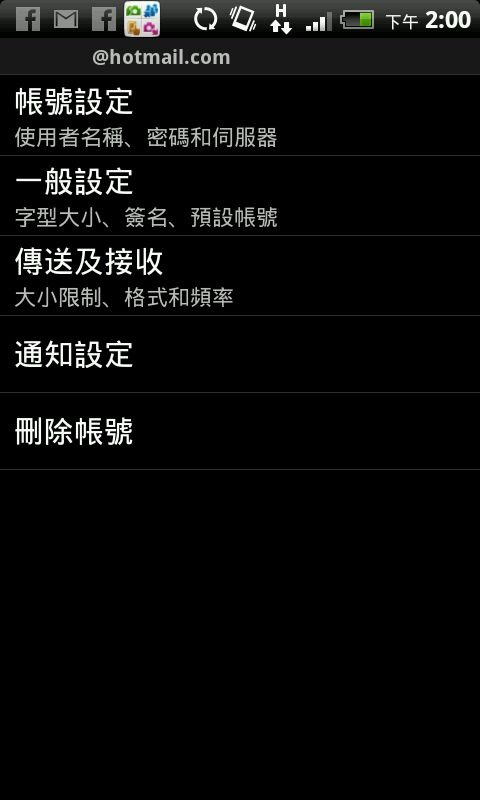 H
下午 2:00
@hotmail.com
帳號設定
使用者名稱、密碼和伺服器
一般設定
字型大小、簽名、預設帳號
傳送及接收
大小限制、格式和頻率
通知設定
刪除帳號